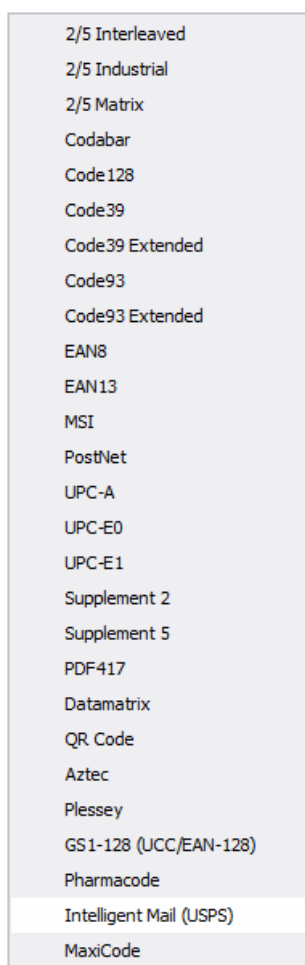 2/5 Interleaved
2/5 Industrial
2/5 Matrix
Codabar
Code128
Code39
Code39 Extended
Code93
Code93 Extended
EAN8
EAN13
MSI
PostNet
UPC-A
UPC-E0
UPC-E1
Supplement 2
Supplement 5
PDF417
Datamatrix
QR Code
Aztec
Plessey
GS1-128 (UCC/EAN-128)
Pharmacode
Intelligent Mail (USPS)
MaxiCode